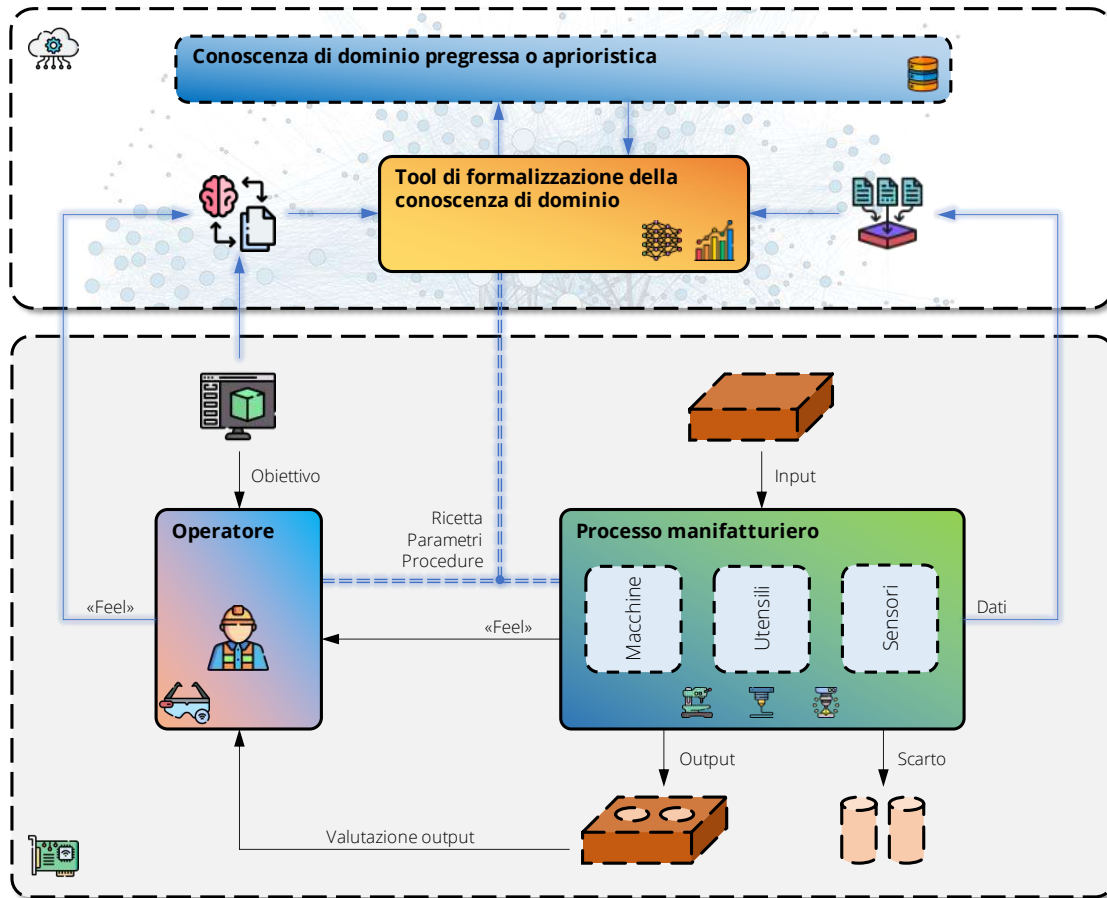 Conoscenza di dominio pregressa o aprioristica
Tool di formalizzazione della
conoscenza di dominio
Obiettivo
Input
Operatore
Ricetta
Parametri
Procedure
Processo manifatturiero
Macchine
Utensili
Sensori
«Feel»
«Feel»
Dati
Output
Scarto
Valutazione output